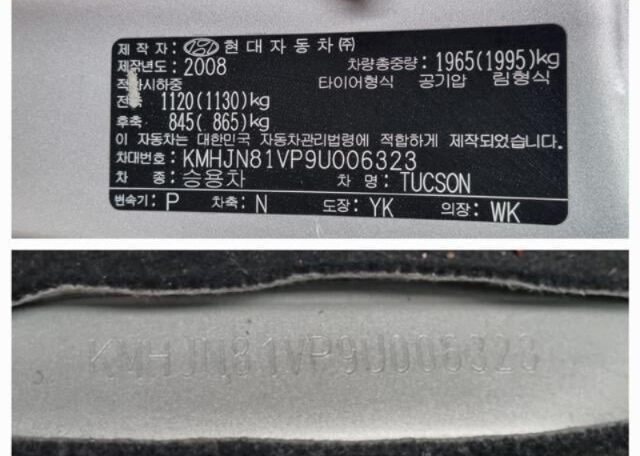 제 작 자 : 현대자동차㈜
제작년도 : 2008 차량총중량 : 1965(1995)kg
적차시하중 타이어형식 공기압 림형식
전축 1120(1130)kg
후축 845( 865)kg
이 자동차는 대한민국 자동차관리법령에 적합하게 제작되었습니다.
차대번호 : KMHJN81VP9U006323
차 종 : 승용차 차 명 : TUCSON
변속기 : P 차축 : N 도장 : YK 의장 : WK
KMHJN81VP9U006323